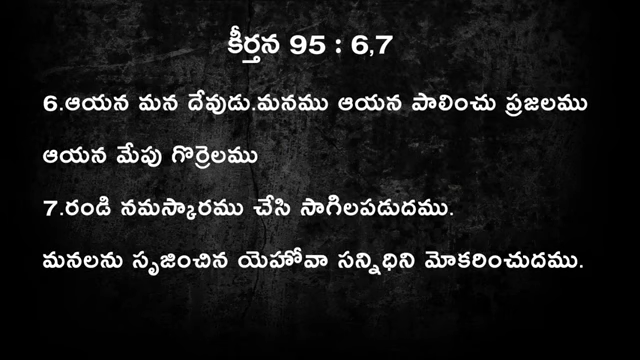 కీర్తన 95 : 6,7
6.ఆయన మన దేవుడు.మనము ఆయన పాలించు ప్రజలము
ఆయన మేపు గొర్రెలము
7.రండి నమస్కారము చేసి సాగిలపడుదము.
మనలను సృజించిన యెహోవా సన్నిధిని మోకరించుదము.